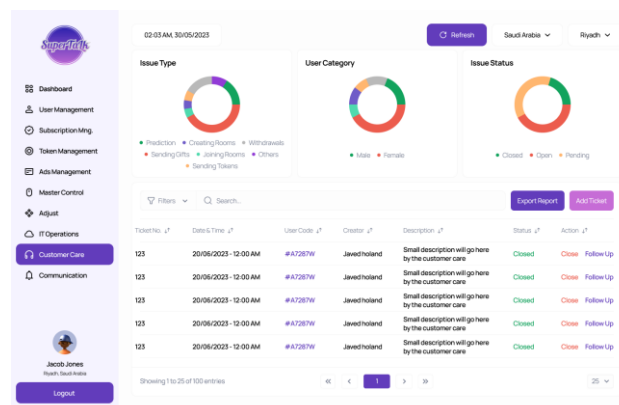 SuperTalk
Dashboard
User Management
Subscription Mng.
Token Management
Ads Management
Master Control
Adjust
IT Operations
Customer Care
Communication
Jacob Jones
Riyadh, Saudi Arabia
Logout
02:03 AM, 30/05/2023
Refresh
Saudi Arabia
Riyadh
Issue Type
Prediction Creating Rooms Withdrawels
Sending Gifts Joining Rooms Others
Sending Tokens
User Category
Male Female
Issue Status
Closed Open Pending
Filters
Search...
Export Report
Add Ticket
Ticket No. Date & Time User Code Creator Description Status Action
123 20/06/2023 - 12:00 AM #A7287W Javed holand Small description will go here by the customer care Closed Close Follow Up
123 20/06/2023 - 12:00 AM #A7287W Javed holand Small description will go here by the customer care Closed Close Follow Up
123 20/06/2023 - 12:00 AM #A7287W Javed holand Small description will go here by the customer care Closed Close Follow Up
123 20/06/2023 - 12:00 AM #A7287W Javed holand Small description will go here by the customer care Closed Close Follow Up
123 20/06/2023 - 12:00 AM #A7287W Javed holand Small description will go here by the customer care Closed Close Follow Up
Showing 1 to 25 of 100 entries
1
25